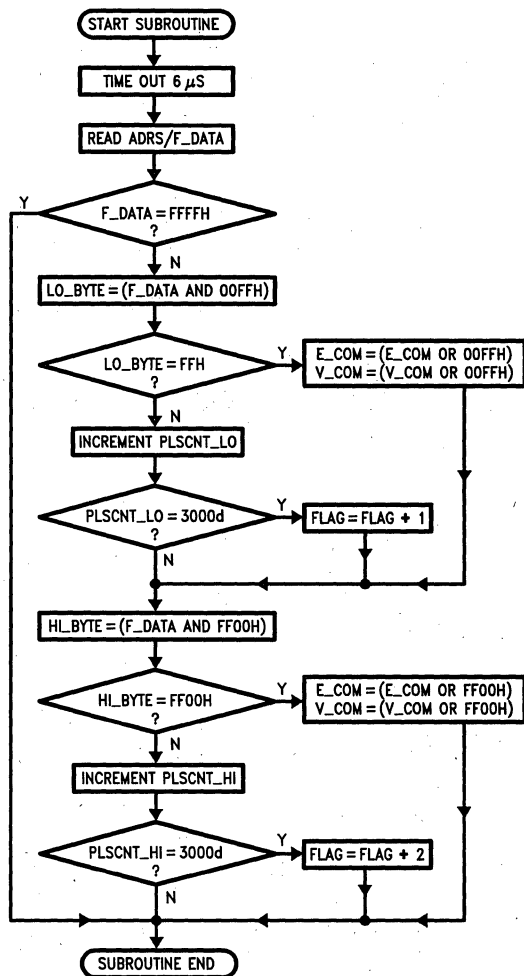 START SUBROUTINE
TIME OUT 6 μS
READ ADRS/F_DATA
Y
F_DATA = FFFFH
?
N
LO_BYTE = (F_DATA AND 00FFH)
LO_BYTE = FFH
?
Y
E_COM = (E_COM OR 00FFH)
V_COM = (V_COM OR 00FFH)
N
INCREMENT PLSCNT_LO
PLSCNT_LO = 3000d
?
Y
FLAG = FLAG + 1
N
HI_BYTE = (F_DATA AND FF00H)
HI_BYTE = FF00H
?
Y
E_COM = (E_COM OR FF00H)
V_COM = (V_COM OR FF00H)
N
INCREMENT PLSCNT_HI
PLSCNT_HI = 3000d
?
Y
FLAG = FLAG + 2
N
SUBROUTINE END